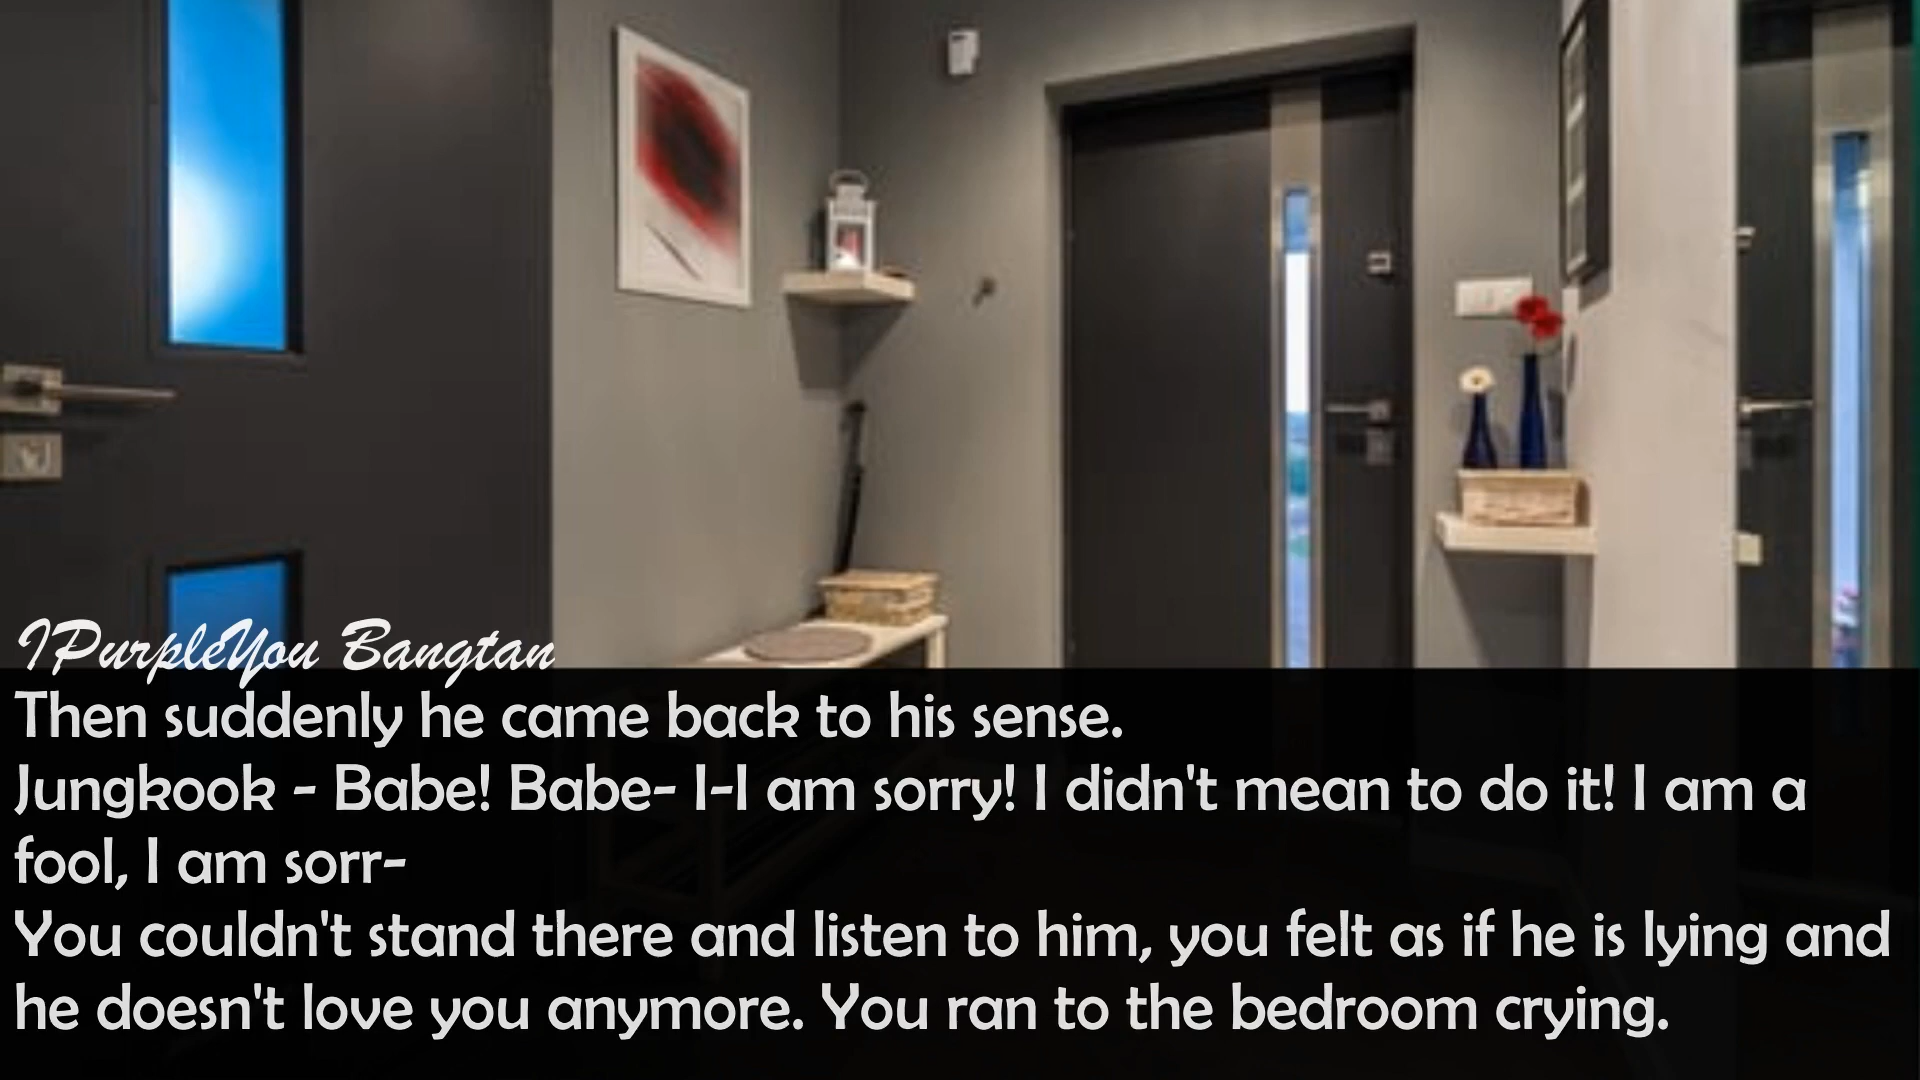 IPurpleYou Bangtan
Then suddenly he came back to his sense.
Jungkook - Babe! Babe- I-I am sorry! I didn't mean to do it! I am a
fool, I am sorr-
You couldn't stand there and listen to him, you felt as if he is lying and
he doesn't love you anymore. You ran to the bedroom crying.